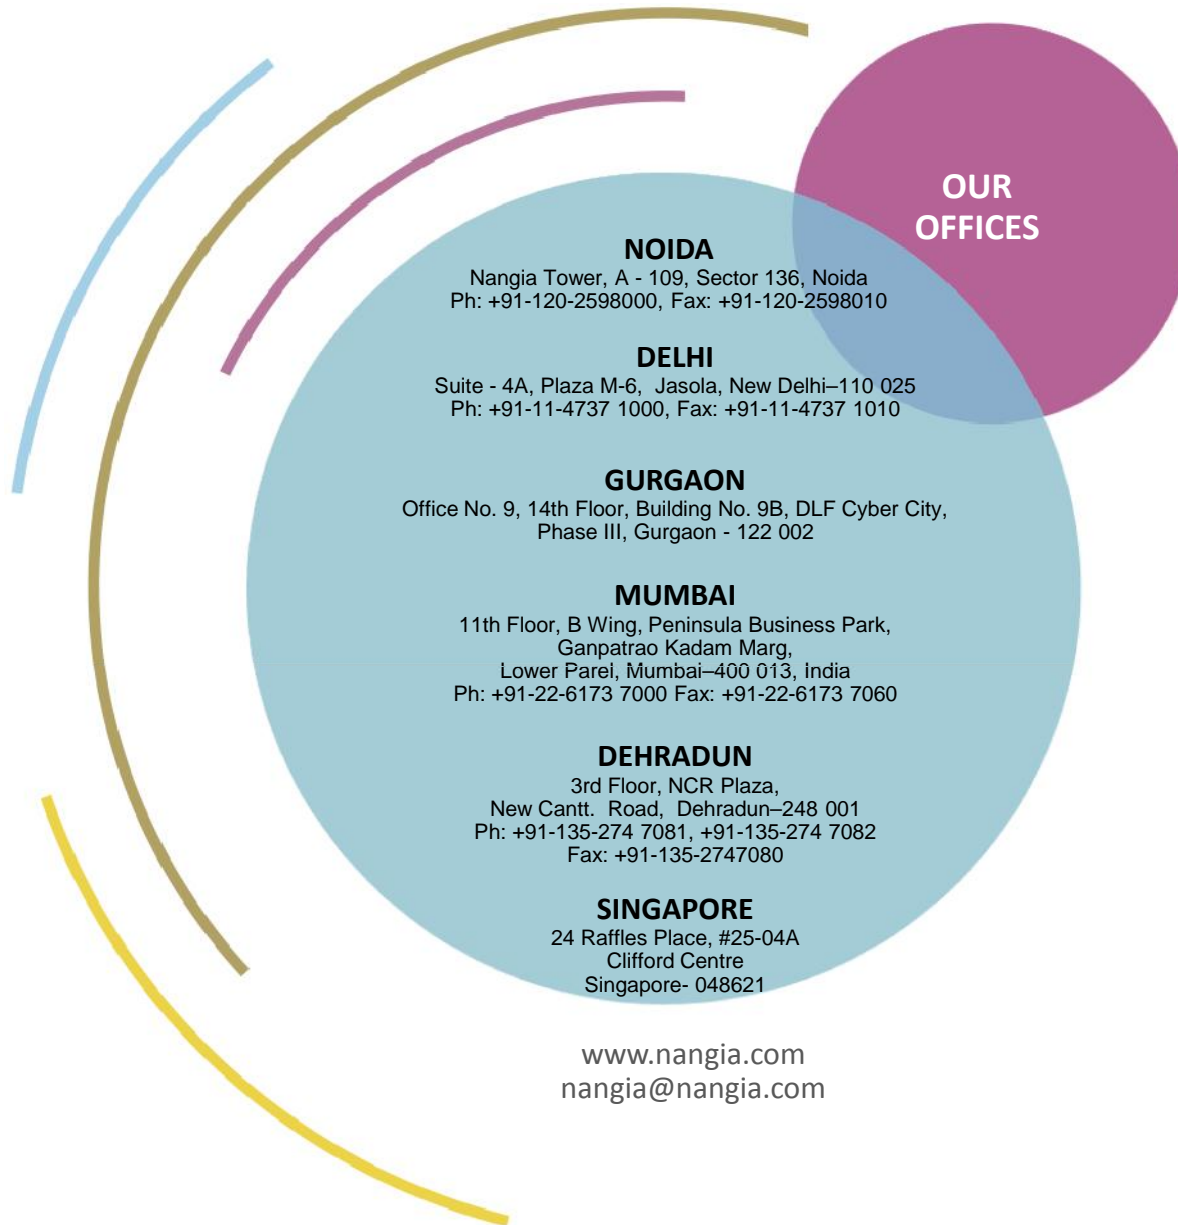 OUR
OFFICES
NOIDA
Nangia Tower, A - 109, Sector 136, Noida
Ph: +91-120-2598000, Fax: +91-120-2598010
DELHI
Suite - 4A, Plaza M-6, Jasola, New Delhi–110 025
Ph: +91-11-4737 1000, Fax: +91-11-4737 1010
GURGAON
Office No. 9, 14th Floor, Building No. 9B, DLF Cyber City,
Phase III, Gurgaon - 122 002
MUMBAI
11th Floor, B Wing, Peninsula Business Park,
Ganpatrao Kadam Marg,
Lower Parel, Mumbai–400 013, India
Ph: +91-22-6173 7000 Fax: +91-22-6173 7060
DEHRADUN
3rd Floor, NCR Plaza,
New Cantt. Road, Dehradun–248 001
Ph: +91-135-274 7081, +91-135-274 7082
Fax: +91-135-2747080
SINGAPORE
24 Raffles Place, #25-04A
Clifford Centre
Singapore- 048621
www.nangia.com
nangia@nangia.com